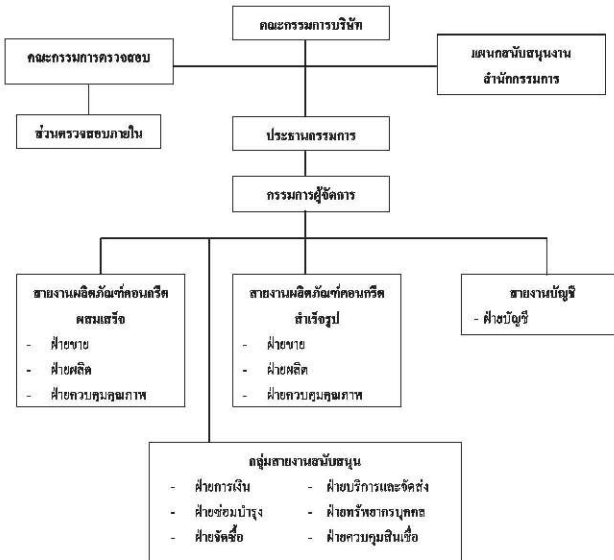 คณะกรรมการบริษัท
คณะกรรมการตรวจสอบ
แผนกสนับสนุนงาน
สำนักกรรมการ
ส่วนตรวจสอบภายใน
ประธานกรรมการ
กรรมการผู้จัดการ
สายงานผลิตภัณฑ์คอนกรีต
ผสมเสร็จ
- ฝ่ายขาย
- ฝ่ายผลิต
- ฝ่ายควบคุมคุณภาพ
สายงานผลิตภัณฑ์คอนกรีต
สำเร็จรูป
- ฝ่ายขาย
- ฝ่ายผลิต
- ฝ่ายควบคุมคุณภาพ
สายงานบัญชี
- ฝ่ายบัญชี
กลุ่มสายงานสนับสนุน
- ฝ่ายการเงิน
- ฝ่ายซ่อมบำรุง
- ฝ่ายจัดซื้อ
- ฝ่ายบริการและจัดส่ง
- ฝ่ายทรัพยากรบุคคล
- ฝ่ายควบคุมสินเชื่อ